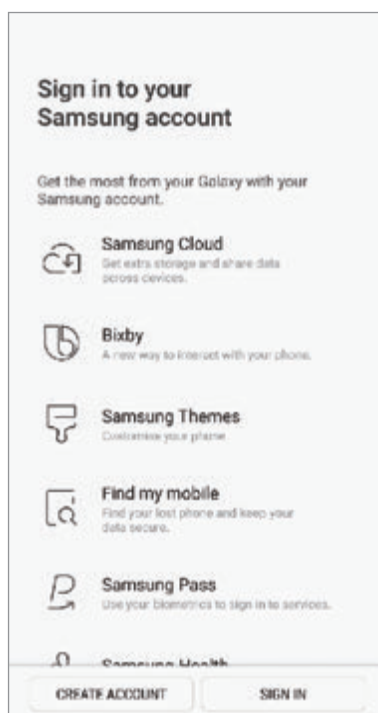 Sign in to your
Samsung account
Get the most from your Galaxy with your
Samsung account.
Samsung Cloud
Get extra storage and share data
across devices.
Bixby
A new way to interact with your phone.
Samsung Themes
Customise your phone
Find my mobile
Find your lost phone and keep your
data secure.
Samsung Pass
Use your biometrics to sign in to services.
Samsung Health
CREATE ACCOUNT
SIGN IN